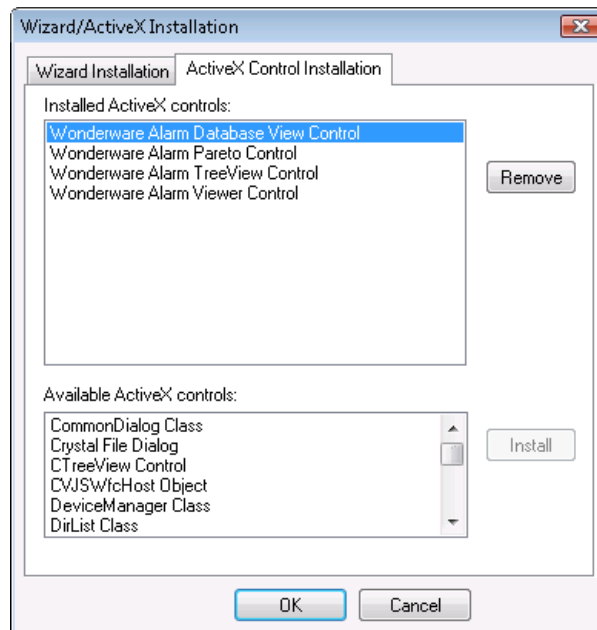 Wizard/ActiveX Installation
Wizard Installation
ActiveX Control Installation
Installed ActiveX controls:
Wonderware Alarm Database View Control
Wonderware Alarm Pareto Control
Wonderware Alarm TreeView Control
Wonderware Alarm Viewer Control
Remove
Available ActiveX controls:
CommonDialog Class
Crystal File Dialog
CTreeView Control
CVJSWfcHost Object
DeviceManager Class
DirList Class
Install
OK
Cancel